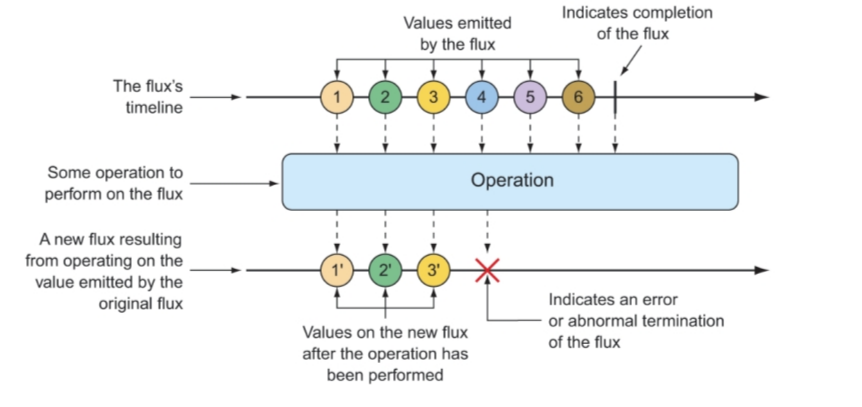 Values emitted
by the flux
Indicates completion
of the flux
The flux's
timeline
1 2 3 4 5 6
Some operation to
perform on the flux
Operation
A new flux resulting
from operating on the
value emitted by the
original flux
1' 2' 3'
Values on the new flux
after the operation has
been performed
Indicates an error
or abnormal termination
of the flux